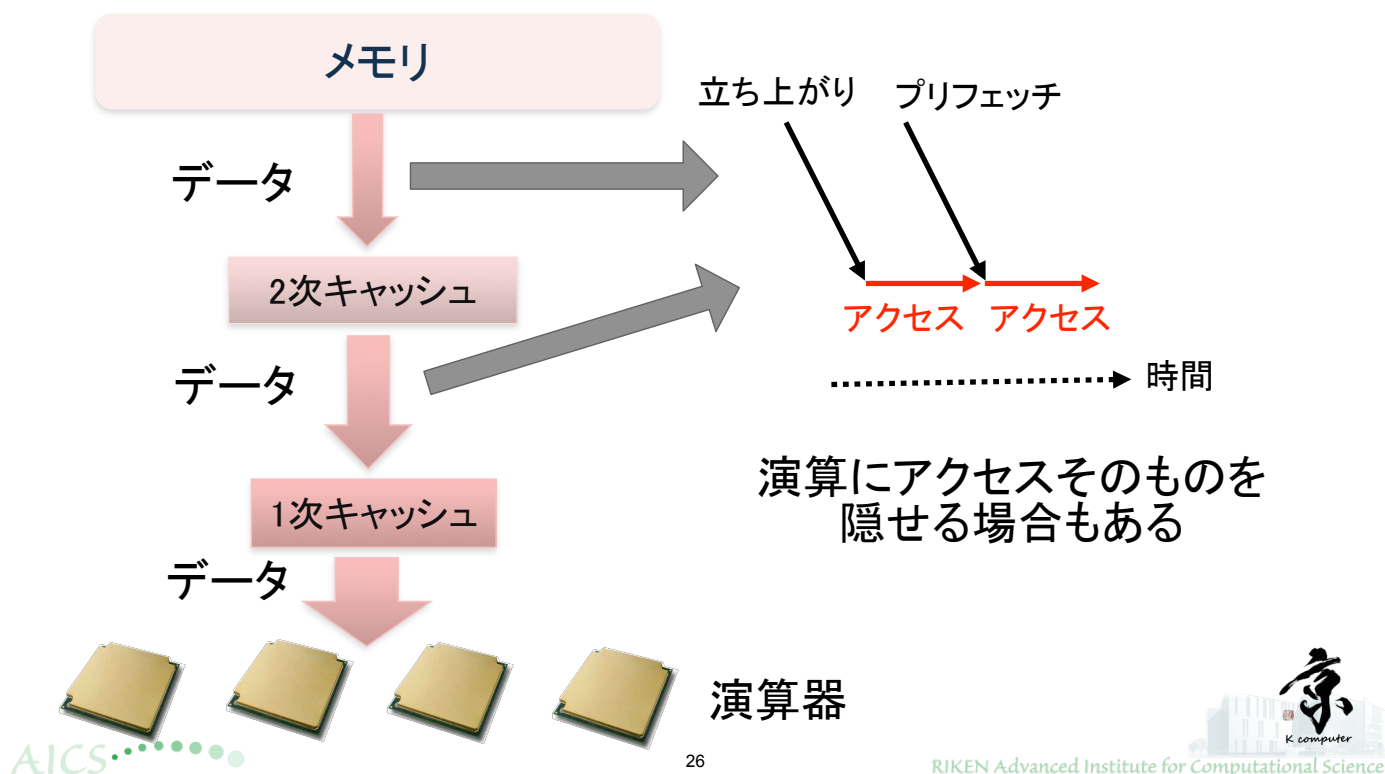 メモリ
立ち上がり
プリフェッチ
データ
2次キャッシュ
アクセス
アクセス
データ
時間
演算にアクセスそのものを
隠せる場合もある
1次キャッシュ
データ
演算器
京
K computer
AICS
26
RIKEN Advanced Institute for Computational Science